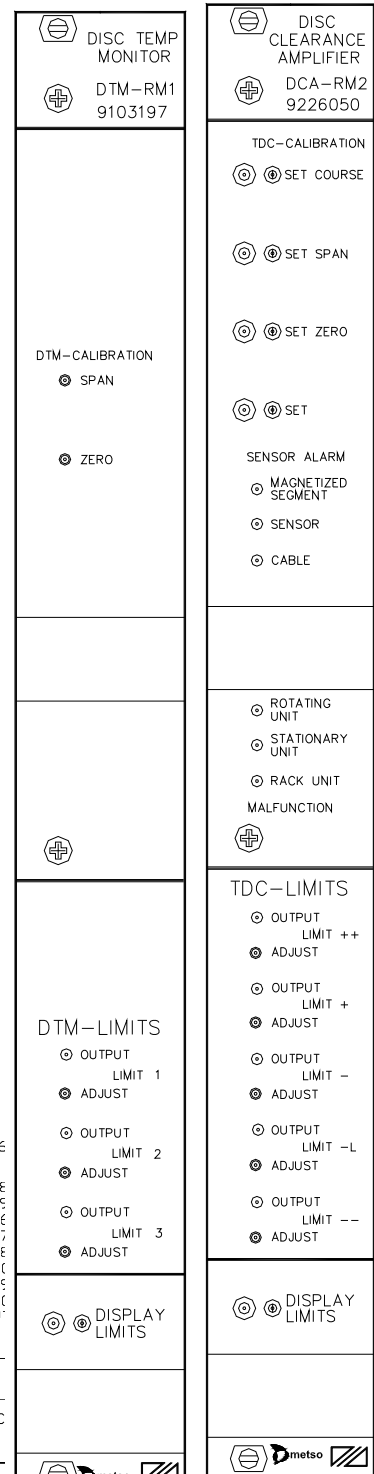 DISC TEMP
MONITOR
DTM-RM1
9103197
DTM-CALIBRATION
SPAN
ZERO
DTM-LIMITS
OUTPUT
LIMIT 1
ADJUST
OUTPUT
LIMIT 2
ADJUST
OUTPUT
LIMIT 3
ADJUST
DISPLAY
LIMITS
metso
DISC
CLEARANCE
AMPLIFIER
DCA-RM2
9226050
TDC-CALIBRATION
SET COURSE
SET SPAN
SET ZERO
SET
SENSOR ALARM
MAGNETIZED
SEGMENT
SENSOR
CABLE
ROTATING
UNIT
STATIONARY
UNIT
RACK UNIT
MALFUNCTION
TDC-LIMITS
OUTPUT
LIMIT ++
ADJUST
OUTPUT
LIMIT +
ADJUST
OUTPUT
LIMIT -
ADJUST
OUTPUT
LIMIT -L
ADJUST
OUTPUT
LIMIT --
ADJUST
DISPLAY
LIMITS
metso